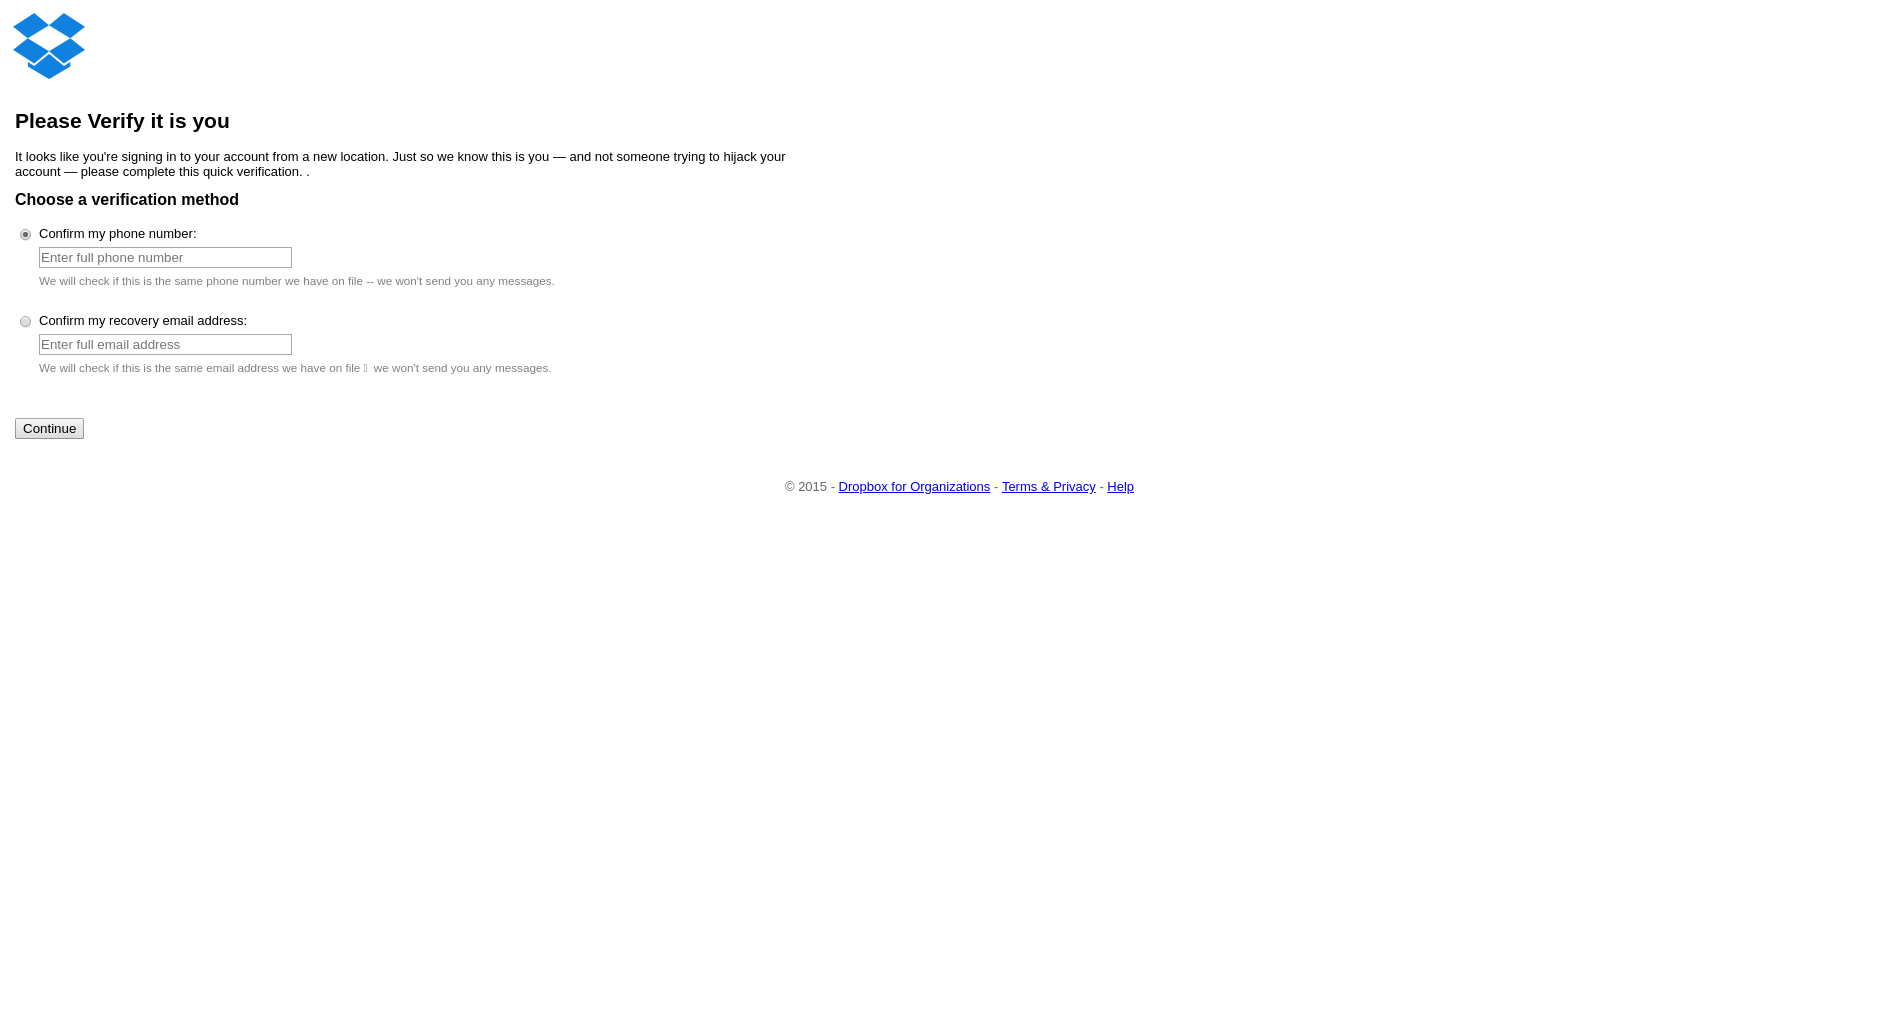 Please Verify it is you
It looks like you're signing in to your account from a new location. Just so we know this is you — and not someone trying to hijack your
account — please complete this quick verification. .
Choose a verification method
Confirm my phone number:
Enter full phone number
We will check if this is the same phone number we have on file -- we won't send you any messages.
Confirm my recovery email address:
Enter full email address
We will check if this is the same email address we have on file  we won't send you any messages.
Continue
© 2015 - Dropbox for Organizations - Terms & Privacy - Help